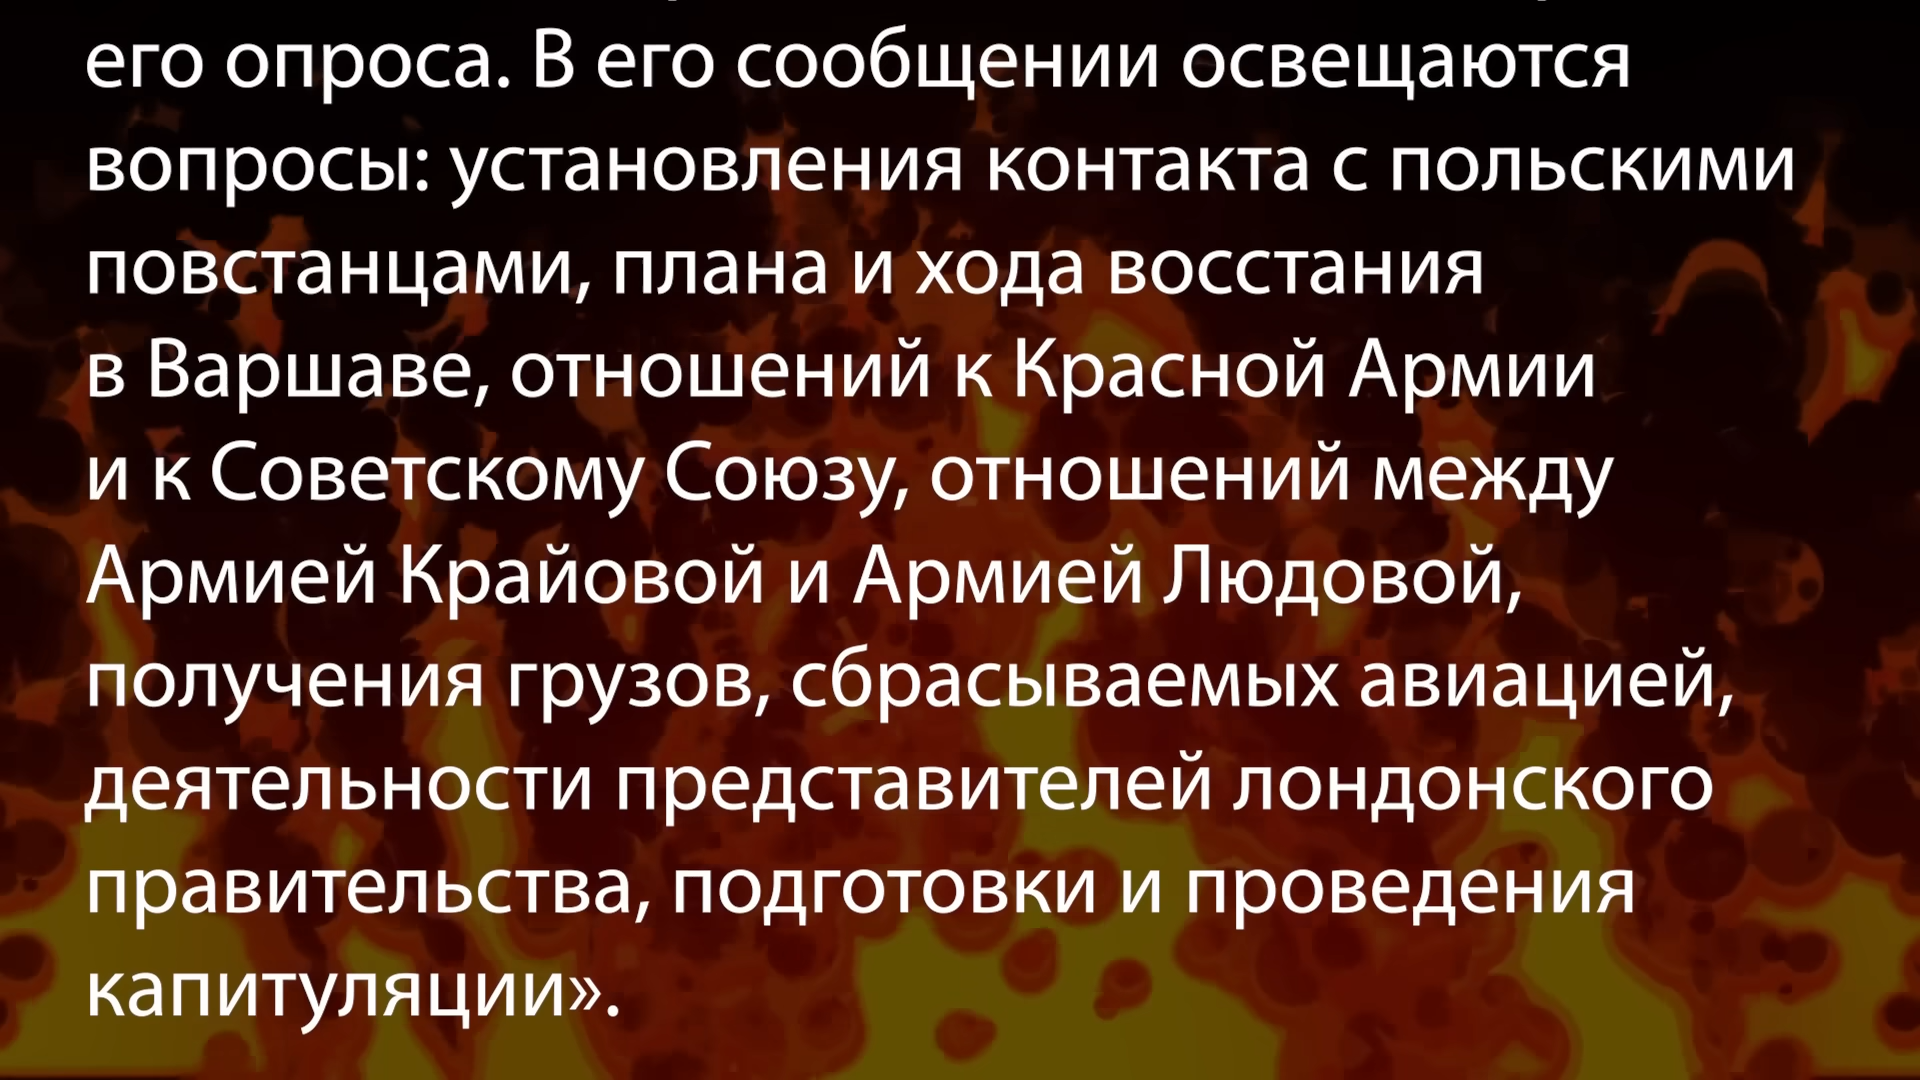 его опроса. В его сообщении освещаются
вопросы: установления контакта с польскими
повстанцами, плана и хода восстания
в Варшаве, отношений к Красной Армии
и к Советскому Союзу, отношений между
Армией Крайовой и Армией Людовой,
получения грузов, сбрасываемых авиацией,
деятельности представителей лондонского
правительства, подготовки и проведения
капитуляции».